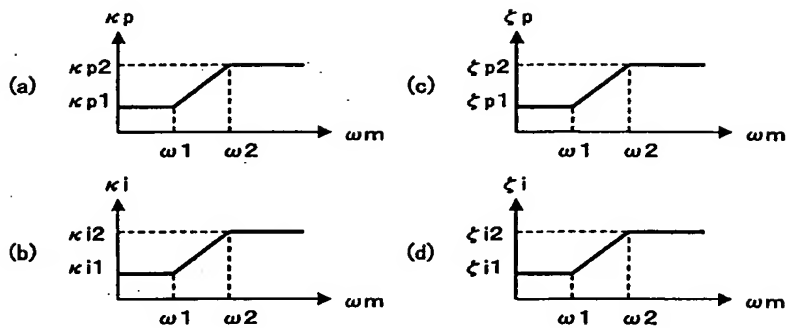 (a)
κp
κp2
κp1
ω1 ω2 ωm
(b)
κi
κi2
κi1
ω1 ω2 ωm
(c)
ζp
ζp2
ζp1
ω1 ω2 ωm
(d)
ζi
ζi2
ζi1
ω1 ω2 ωm